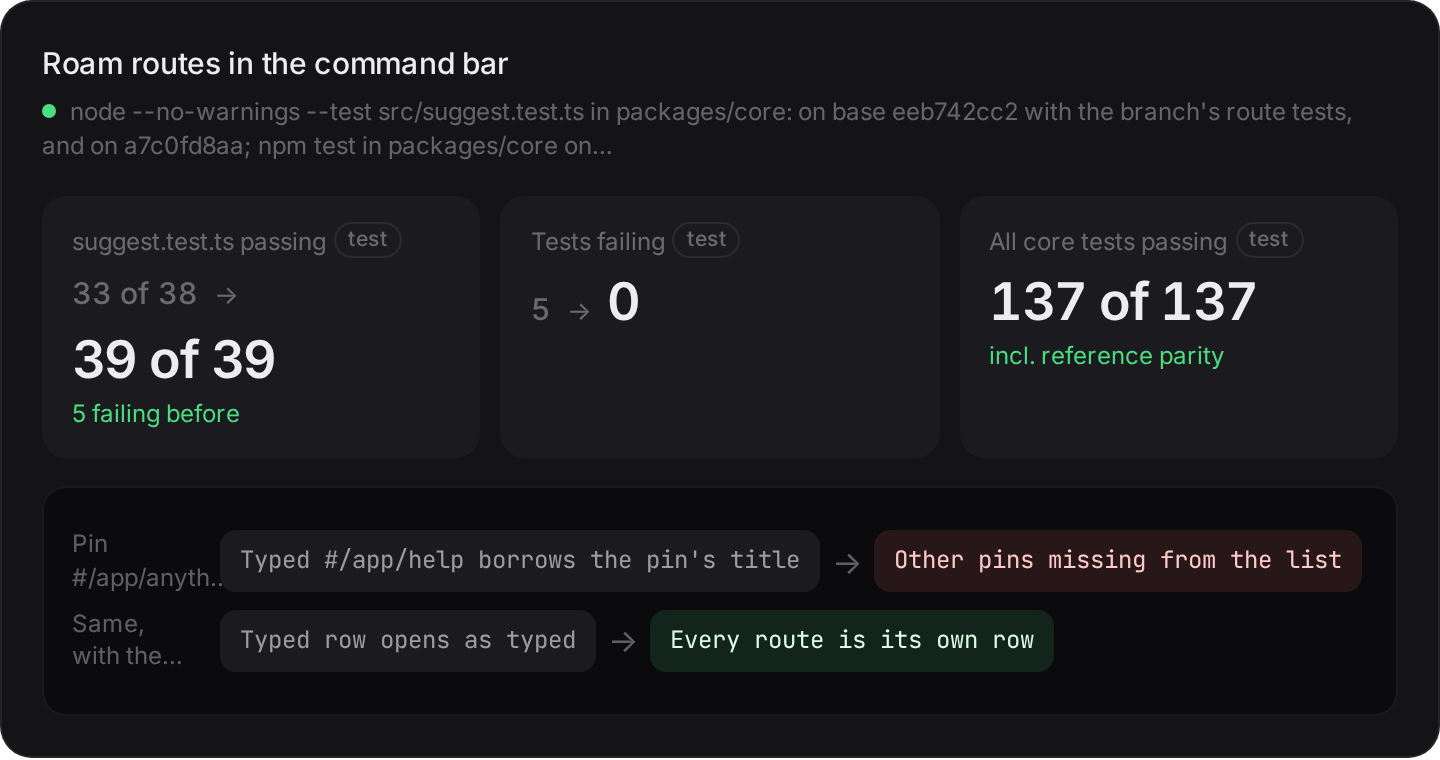 Roam routes in the command bar
node --no-warnings --test src/suggest.test.ts in packages/core: on base eeb742cc2 with the branch's route tests,
and on a7c0fd8aa; npm test in packages/core on...
suggest.test.ts passing test
33 of 38 →
39 of 39
5 failing before
Tests failing test
5 → 0
All core tests passing test
137 of 137
incl. reference parity
Pin
#/app/anyth...
Typed #/app/help borrows the pin's title → Other pins missing from the list
Same,
with the...
Typed row opens as typed → Every route is its own row